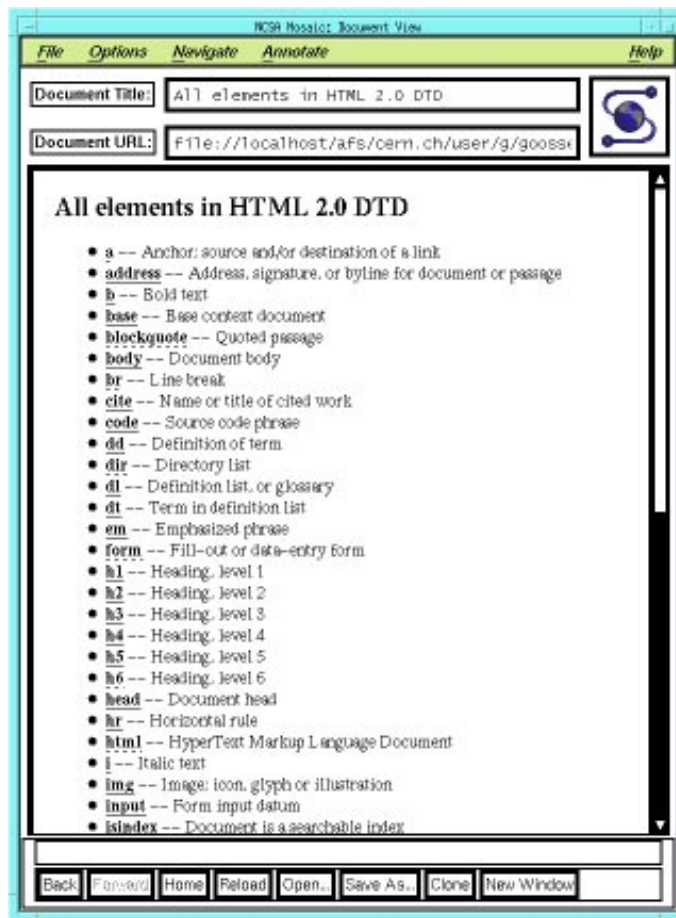 NCSA Mosaic: Document View
File Options Navigate Annotate Help
Document Title: All elements in HTML 2.0 DTD
Document URL: file://localhost/afs/cern.ch/user/g/goosse
All elements in HTML 2.0 DTD
a -- Anchor: source and/or destination of a link
address -- Address, signature, or byline for document or passage
b -- Bold text
base -- Base context document
blockquote -- Quoted passage
body -- Document body
br -- Line break
cite -- Name or title of cited work
code -- Source code phrase
dd -- Definition of term
dir -- Directory list
dl -- Definition list, or glossary
dt -- Term in definition list
em -- Emphasized phrase
form -- Fill-out or data-entry form
h1 -- Heading, level 1
h2 -- Heading, level 2
h3 -- Heading, level 3
h4 -- Heading, level 4
h5 -- Heading, level 5
h6 -- Heading, level 6
head -- Document head
hr -- Horizontal rule
html -- HyperText Markup Language Document
i -- Italic text
img -- Image: icon, glyph or illustration
input -- Form input datum
isindex -- Document is a searchable index
Back Forward Home Reload Open... Save As... Clone New Window